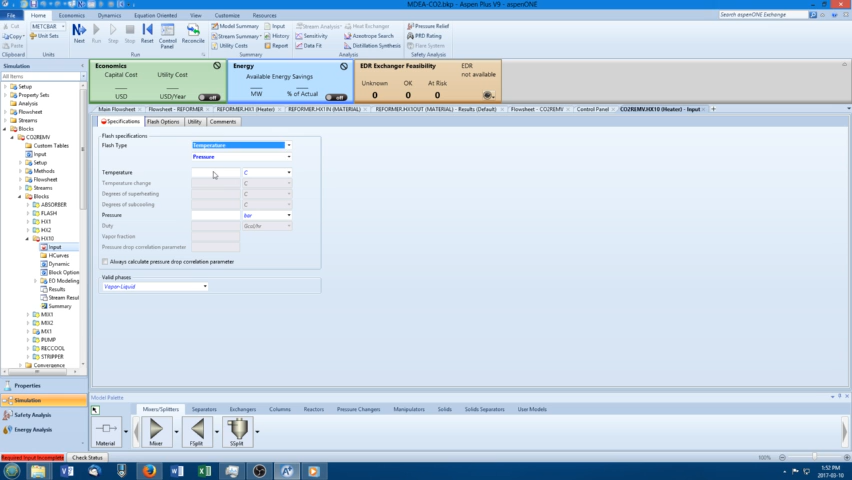 MDEA-CO2.bkp - Aspen Plus V9 - aspenONE
File Home Economics Dynamics Equation Oriented View Customize Resources
Search aspenONE Exchange
Cut METCBAR
Copy Unit Sets
Paste
Next Run Step Stop Reset Control Panel Reconcile
Model Summary Input Stream Analysis Heat Exchanger Pressure Relief
Stream Summary History Sensitivity Azeotrope Search PRD Rating
Utility Costs Report Data Fit Distillation Synthesis Flare System
Clipboard Units Run Summary Analysis Safety Analysis
Simulation
All Items
Economics
Capital Cost Utility Cost
USD USD/Year off
Energy
Available Energy Savings
MW % of Actual off
EDR Exchanger Feasibility
Unknown OK At Risk
0 0 0
EDR not available
Main Flowsheet Flowsheet - REFORMER REFORMER.HX1 (Heater) REFORMER.HX1IN (MATERIAL) REFORMER.HX1OUT (MATERIAL) - Results (Default) Flowsheet - CO2REMV Control Panel CO2REMV.HX10 (Heater) - Input
Specifications Flash Options Utility Comments
Setup
Property Sets
Analysis
Flowsheet
Streams
Blocks
CO2REMV
Custom Tables
Input
Setup
Methods
Flowsheet
Streams
Blocks
ABSORBER
FLASH
HX1
HX2
HX10
Input
HCurves
Dynamic
Block Option
EO Modeling
Results
Stream Resul
Summary
MIX1
MIX2
MX1
PUMP
RECCOOL
STRIPPER
Convergence
Flash specifications
Flash Type Temperature
Pressure
Temperature C
Temperature change C
Degrees of superheating C
Degrees of subcooling C
Pressure bar
Duty Gcal/hr
Vapor fraction
Pressure drop correlation parameter
Always calculate pressure drop correlation parameter
Valid phases
Vapor-Liquid
Properties
Simulation
Safety Analysis
Energy Analysis
Model Palette
Mixers/Splitters Separators Exchangers Columns Reactors Pressure Changers Manipulators Solids Solids Separators User Models
Material Mixer FSplit SSplit
Required Input Incomplete Check Status
100%
1:52 PM
2017-03-10